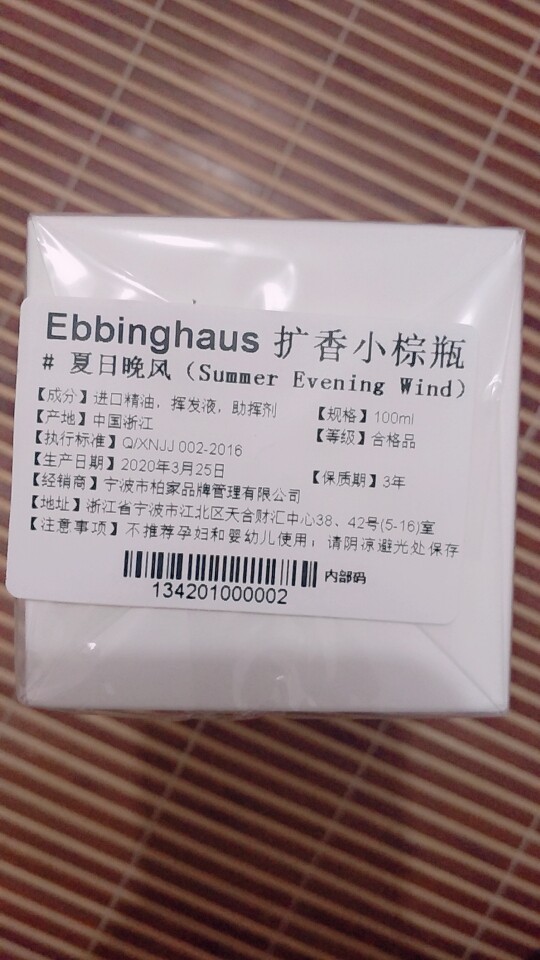 Ebbinghaus 扩香小棕瓶
# 夏日晚风（Summer Evening Wind）
【成分】进口精油，挥发液，助挥剂 【规格】100ml
【产地】中国浙江 【等级】合格品
【执行标准】Q/XNJJ 002-2016
【生产日期】2020年3月25日 【保质期】3年
【经销商】宁波市柏家品牌管理有限公司
【地址】浙江省宁波市江北区天合财汇中心38、42号(5-16)室
【注意事项】不推荐孕妇和婴幼儿使用；请阴凉避光处保存
内部码
134201000002